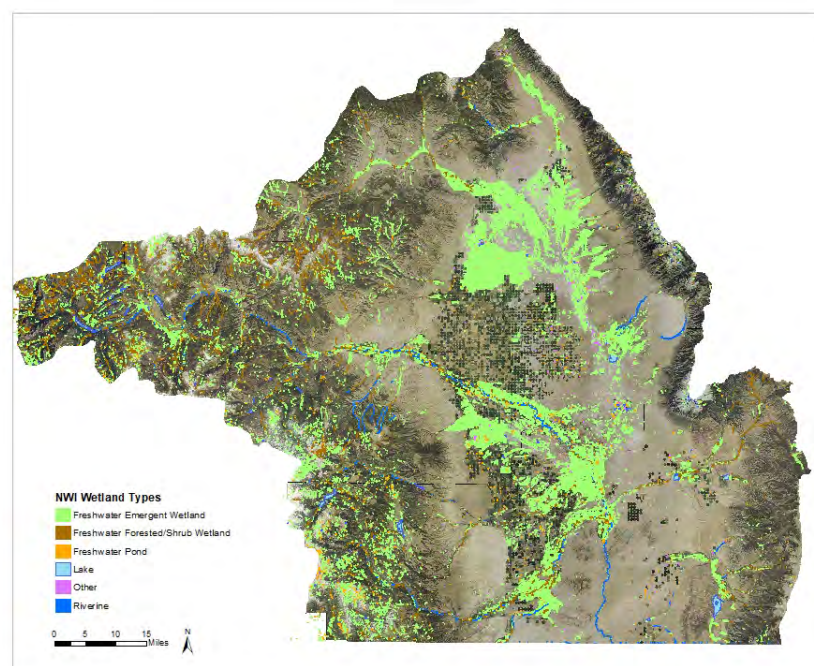 NWI Wetland Types
Freshwater Emergent Wetland
Freshwater Forested/Shrub Wetland
Freshwater Pond
Lake
Other
Riverine
0 5 10 15
Miles
N